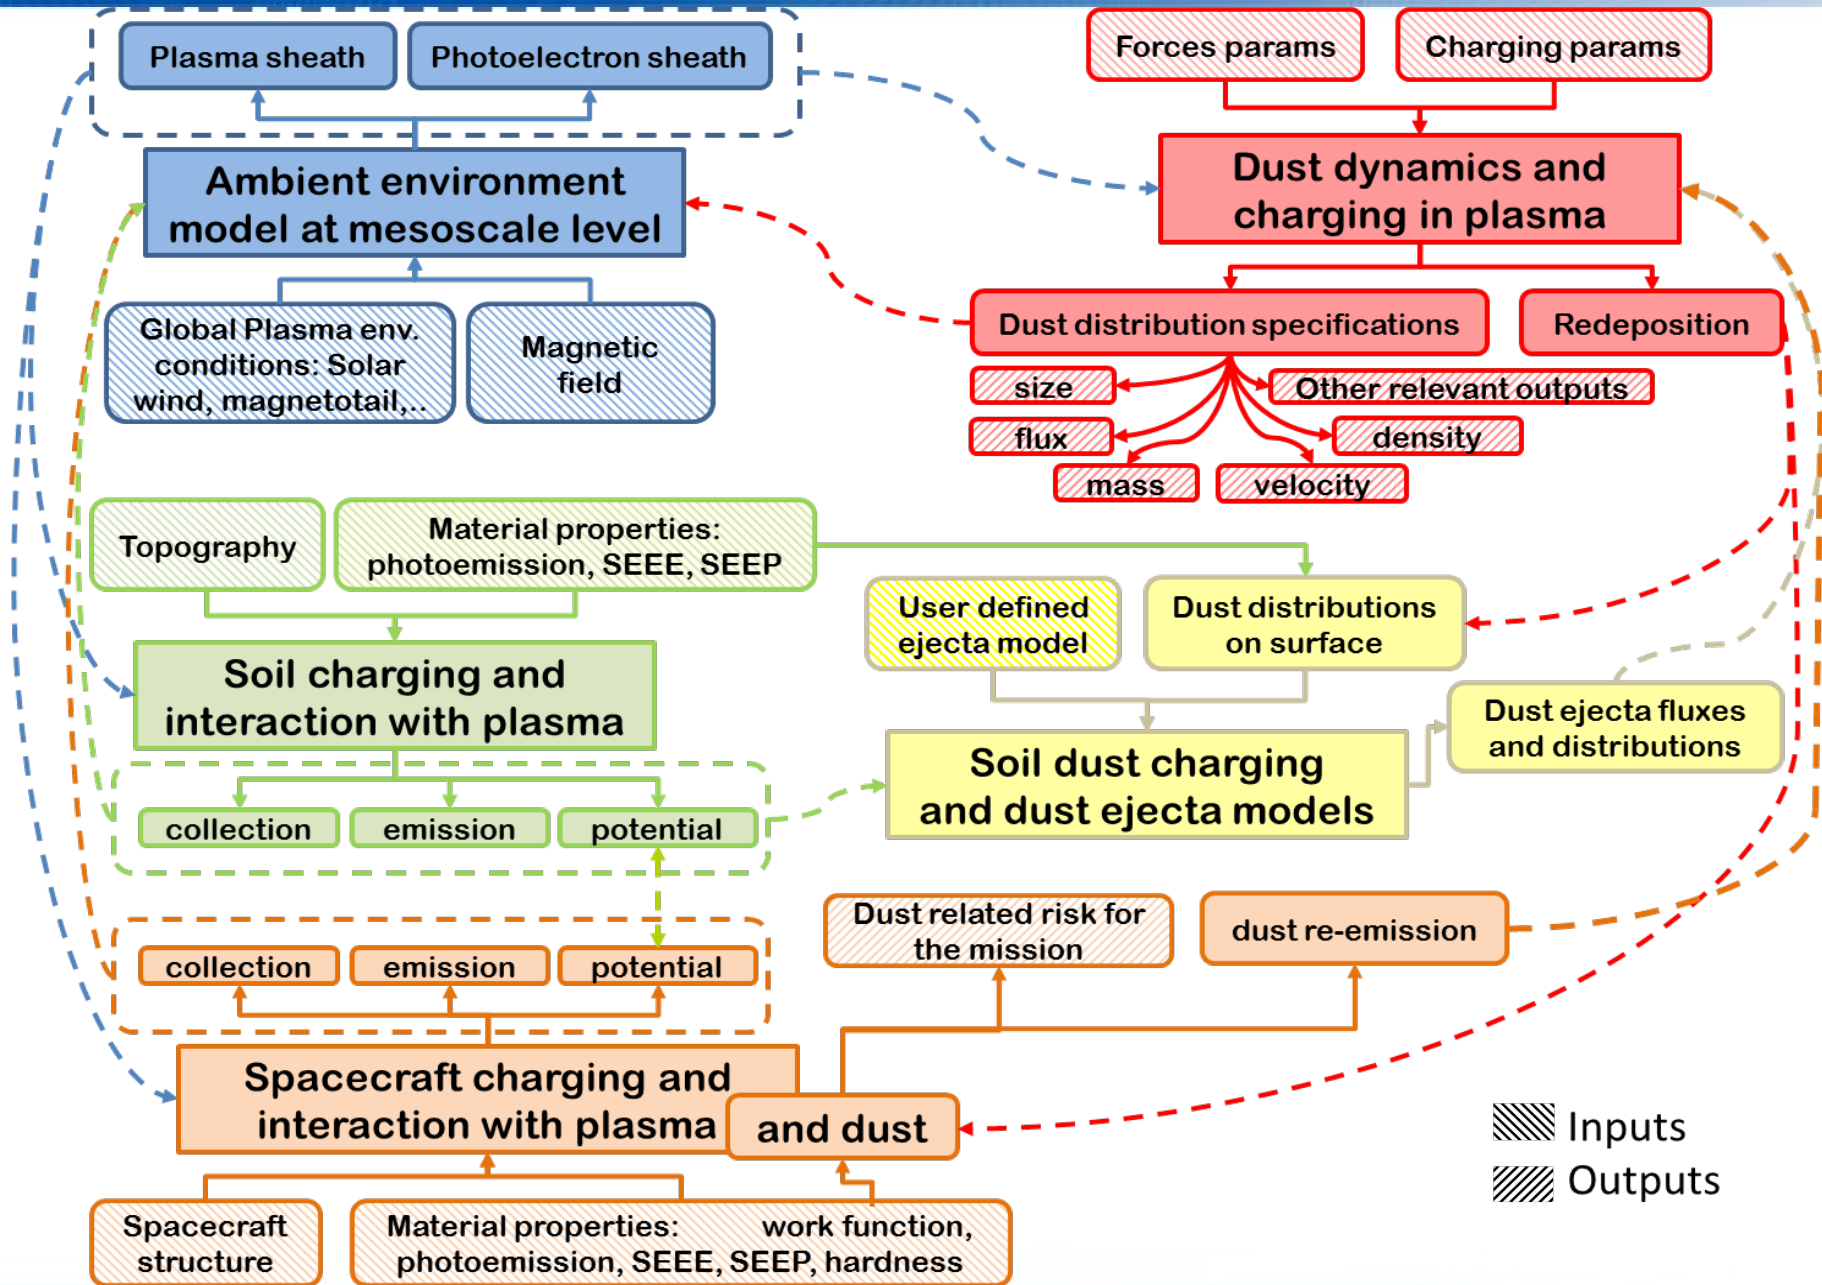 Plasma sheath
Photoelectron sheath
Forces params
Charging params
Ambient environment
model at mesoscale level
Dust dynamics and
charging in plasma
Global Plasma env.
conditions: Solar
wind, magnetotail,..
Magnetic
field
Dust distribution specifications
Redeposition
size
Other relevant outputs
flux
density
mass
velocity
Topography
Material properties:
photoemission, SEEE, SEEP
User defined
ejecta model
Dust distributions
on surface
Soil charging and
interaction with plasma
Dust ejecta fluxes
and distributions
Soil dust charging
and dust ejecta models
collection
emission
potential
Dust related risk for
the mission
dust re-emission
collection
emission
potential
Spacecraft charging and
interaction with plasma
and dust
Inputs
Outputs
Spacecraft
structure
Material properties: work function,
photoemission, SEEE, SEEP, hardness